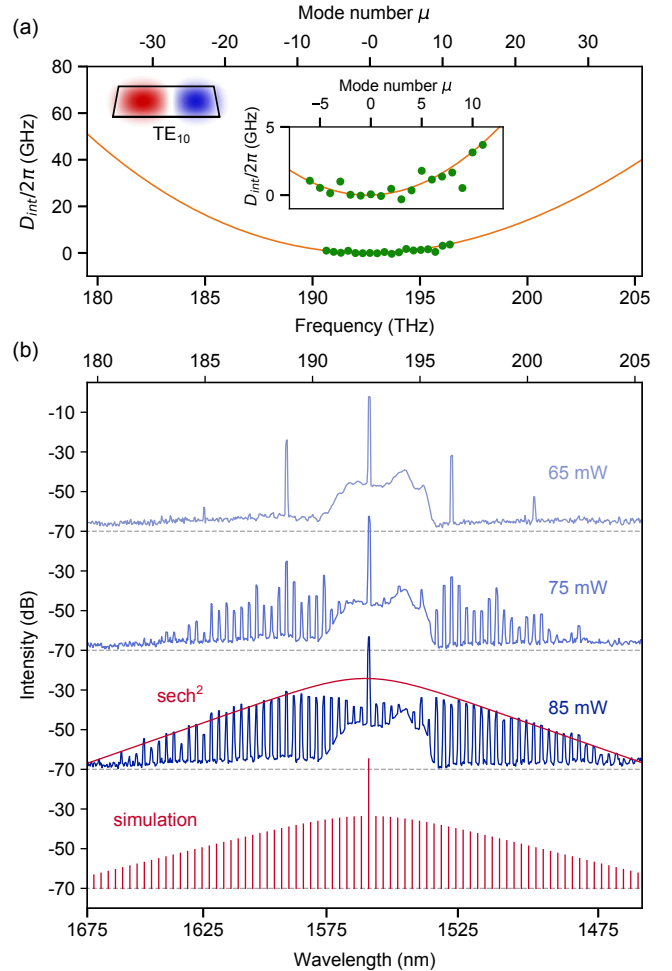 (a)
Mode number μ
−30 −20 −10 0 10 20 30
80
60
40
20
0
D_int/2π (GHz)
TE₁₀
Mode number μ
−5 0 5 10
5
0
D_int/2π (GHz)
180 185 190 195 200 205
Frequency (THz)
(b)
180 185 190 195 200 205
Intensity (dB)
-10
-30
-50
-70
65 mW
-30
-50
-70
75 mW
-30
-50
-70
sech²
85 mW
-30
-50
-70
simulation
1675 1625 1575 1525 1475
Wavelength (nm)